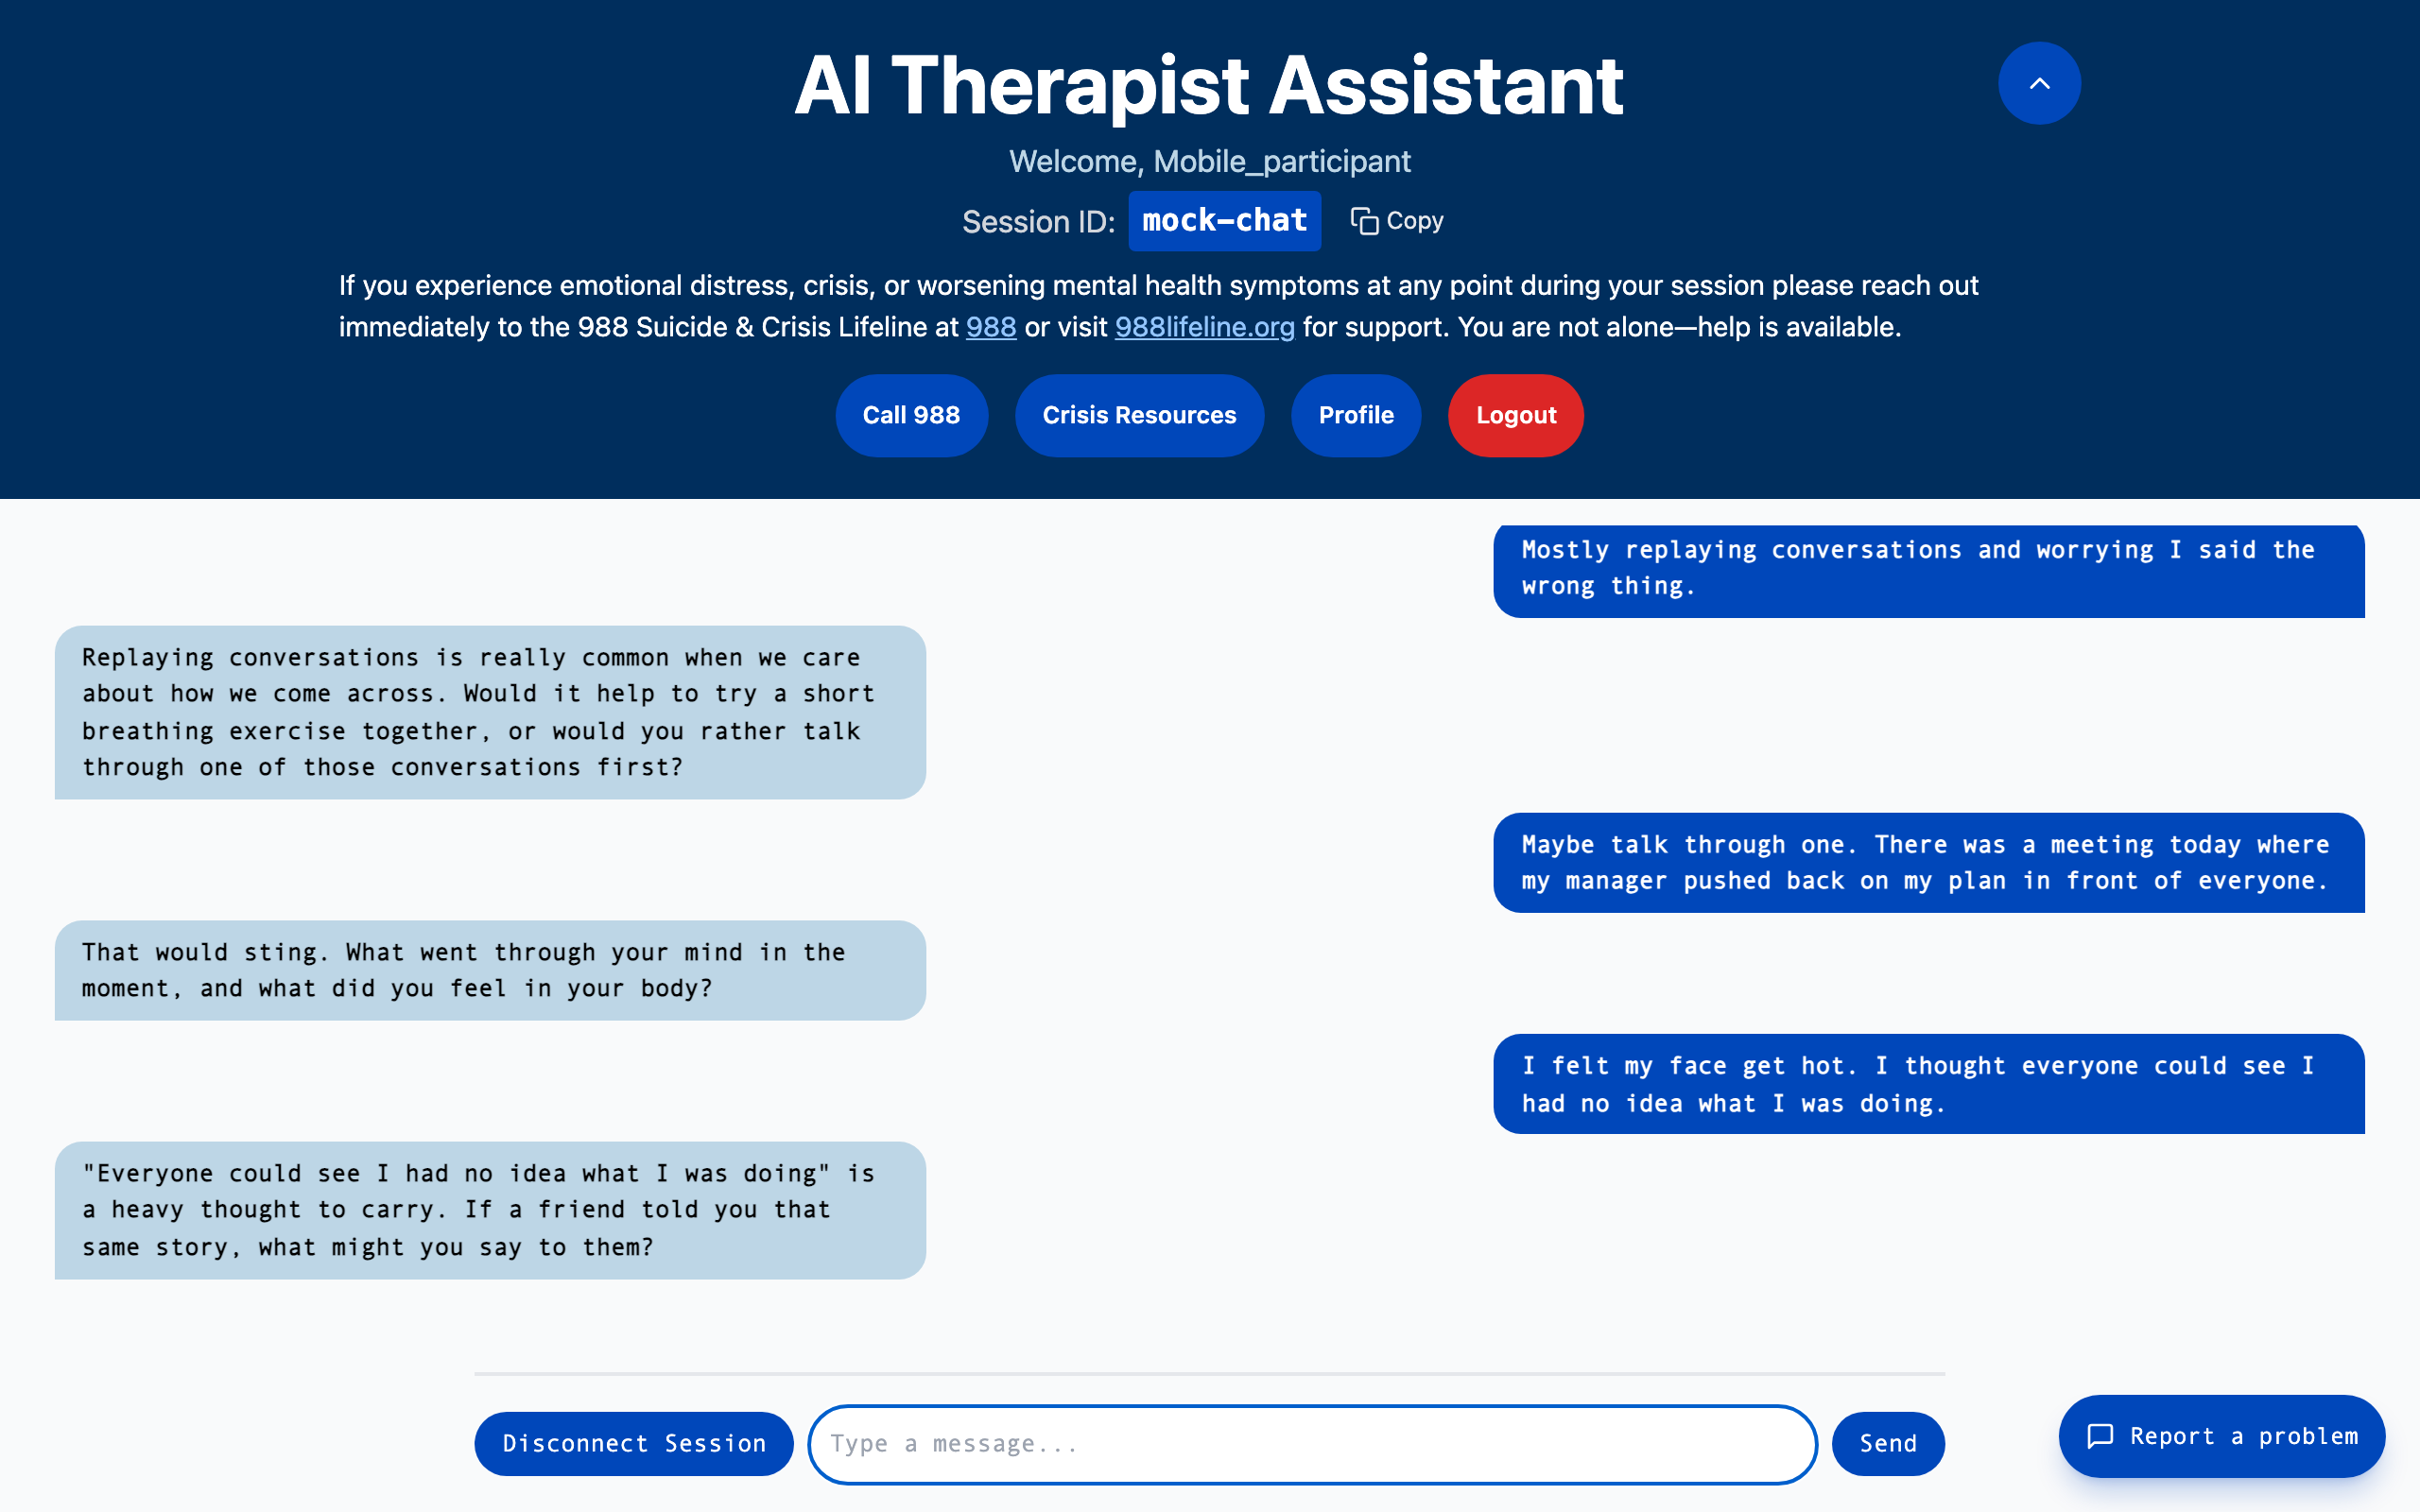 AI Therapist Assistant
Welcome, Mobile_participant
Session ID: mock-chat Copy
If you experience emotional distress, crisis, or worsening mental health symptoms at any point during your session please reach out
immediately to the 988 Suicide & Crisis Lifeline at 988 or visit 988lifeline.org for support. You are not alone—help is available.
Call 988 Crisis Resources Profile Logout
Mostly replaying conversations and worrying I said the
wrong thing.
Replaying conversations is really common when we care
about how we come across. Would it help to try a short
breathing exercise together, or would you rather talk
through one of those conversations first?
Maybe talk through one. There was a meeting today where
my manager pushed back on my plan in front of everyone.
That would sting. What went through your mind in the
moment, and what did you feel in your body?
I felt my face get hot. I thought everyone could see I
had no idea what I was doing.
"Everyone could see I had no idea what I was doing" is
a heavy thought to carry. If a friend told you that
same story, what might you say to them?
Disconnect Session Type a message... Send Report a problem